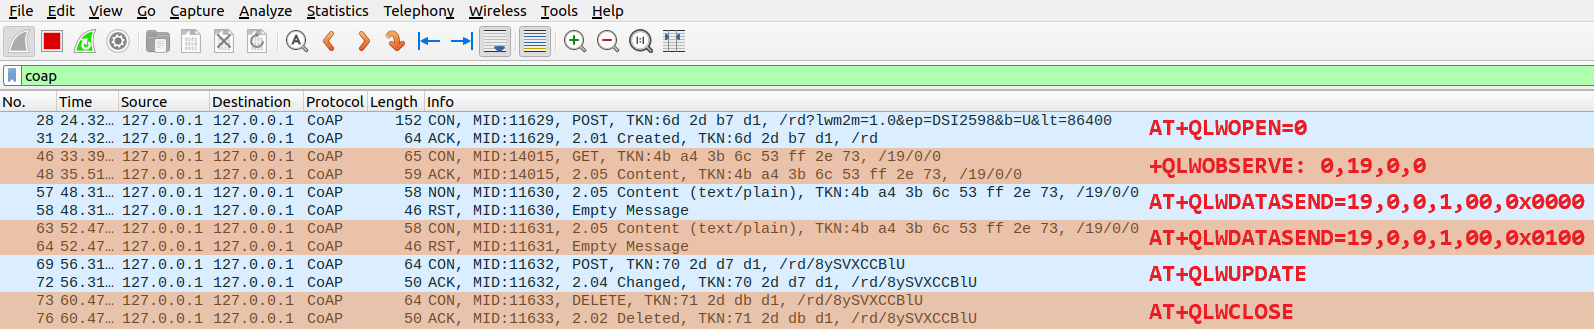 File Edit View Go Capture Analyze Statistics Telephony Wireless Tools Help
coap
No. Time Source Destination Protocol Length Info
28 24.32… 127.0.0.1 127.0.0.1 CoAP 152 CON, MID:11629, POST, TKN:6d 2d b7 d1, /rd?lwm2m=1.0&ep=DSI2598&b=U&lt=86400
AT+QLWOPEN=0
31 24.32… 127.0.0.1 127.0.0.1 CoAP 64 ACK, MID:11629, 2.01 Created, TKN:6d 2d b7 d1, /rd
46 33.39… 127.0.0.1 127.0.0.1 CoAP 65 CON, MID:14015, GET, TKN:4b a4 3b 6c 53 ff 2e 73, /19/0/0
+QLWOBSERVE: 0,19,0,0
48 35.51… 127.0.0.1 127.0.0.1 CoAP 59 ACK, MID:14015, 2.05 Content, TKN:4b a4 3b 6c 53 ff 2e 73, /19/0/0
57 48.31… 127.0.0.1 127.0.0.1 CoAP 58 NON, MID:11630, 2.05 Content (text/plain), TKN:4b a4 3b 6c 53 ff 2e 73, /19/0/0
AT+QLWDATASEND=19,0,0,1,00,0x0000
58 48.31… 127.0.0.1 127.0.0.1 CoAP 46 RST, MID:11630, Empty Message
63 52.47… 127.0.0.1 127.0.0.1 CoAP 58 CON, MID:11631, 2.05 Content (text/plain), TKN:4b a4 3b 6c 53 ff 2e 73, /19/0/0
AT+QLWDATASEND=19,0,0,1,00,0x0100
64 52.47… 127.0.0.1 127.0.0.1 CoAP 46 RST, MID:11631, Empty Message
69 56.31… 127.0.0.1 127.0.0.1 CoAP 64 CON, MID:11632, POST, TKN:70 2d d7 d1, /rd/8ySVXCCBlU
AT+QLWUPDATE
72 56.31… 127.0.0.1 127.0.0.1 CoAP 50 ACK, MID:11632, 2.04 Changed, TKN:70 2d d7 d1, /rd/8ySVXCCBlU
73 60.47… 127.0.0.1 127.0.0.1 CoAP 64 CON, MID:11633, DELETE, TKN:71 2d db d1, /rd/8ySVXCCBlU
AT+QLWCLOSE
76 60.47… 127.0.0.1 127.0.0.1 CoAP 50 ACK, MID:11633, 2.02 Deleted, TKN:71 2d db d1, /rd/8ySVXCCBlU